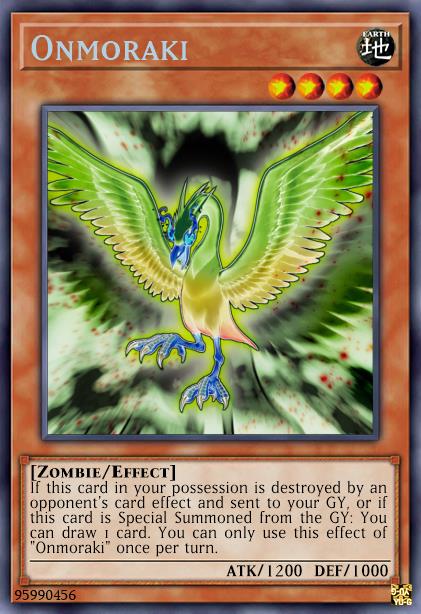 ONMORAKI
EARTH
地
[ZOMBIE/EFFECT]
If this card in your possession is destroyed by an
opponent's card effect and sent to your GY, or if
this card is Special Summoned from the GY: You
can draw 1 card. You can only use this effect of
"Onmoraki" once per turn.
ATK/1200 DEF/1000
95990456